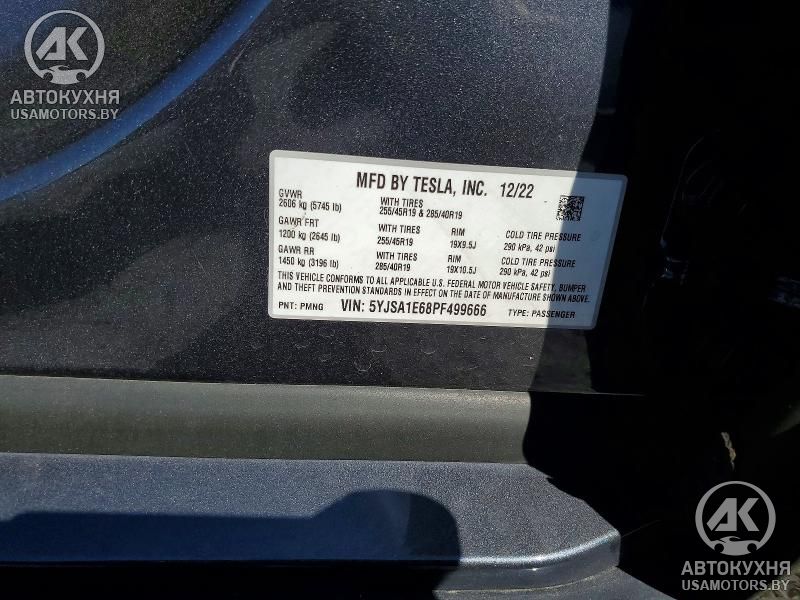 AK
АВТОКУХНЯ
USAMOTORS.BY
MFD BY TESLA, INC. 12/22
GVWR
2606 kg (5745 lb)
WITH TIRES
255/45R19 & 285/40R19
GAWR FRT
1200 kg (2645 lb)
WITH TIRES
255/45R19
RIM
19X9.5J
COLD TIRE PRESSURE
290 kPa, 42 psi
GAWR RR
1450 kg (3196 lb)
WITH TIRES
285/40R19
RIM
19X10.5J
COLD TIRE PRESSURE
290 kPa, 42 psi
THIS VEHICLE CONFORMS TO ALL APPLICABLE U.S. FEDERAL MOTOR VEHICLE SAFETY, BUMPER
AND THEFT PREVENTION STANDARDS IN EFFECT ON THE DATE OF MANUFACTURE SHOWN ABOVE.
PNT: PMNG VIN: 5YJSA1E68PF499666 TYPE: PASSENGER
AK
АВТОКУХНЯ
USAMOTORS.BY